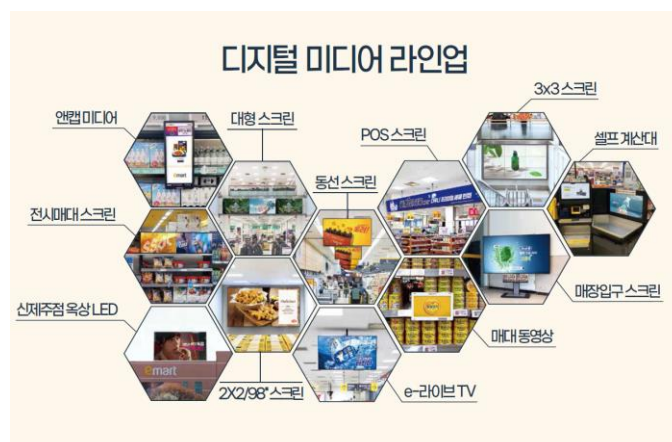 디지털 미디어 라인업
3x3 스크린
앤캡 미디어
대형 스크린
POS 스크린
셀프 계산대
동선 스크린
전시매대 스크린
매장입구 스크린
신제주점 옥상 LED
매대 동영상
2X2/98" 스크린
e-라이브 TV
emart
emart